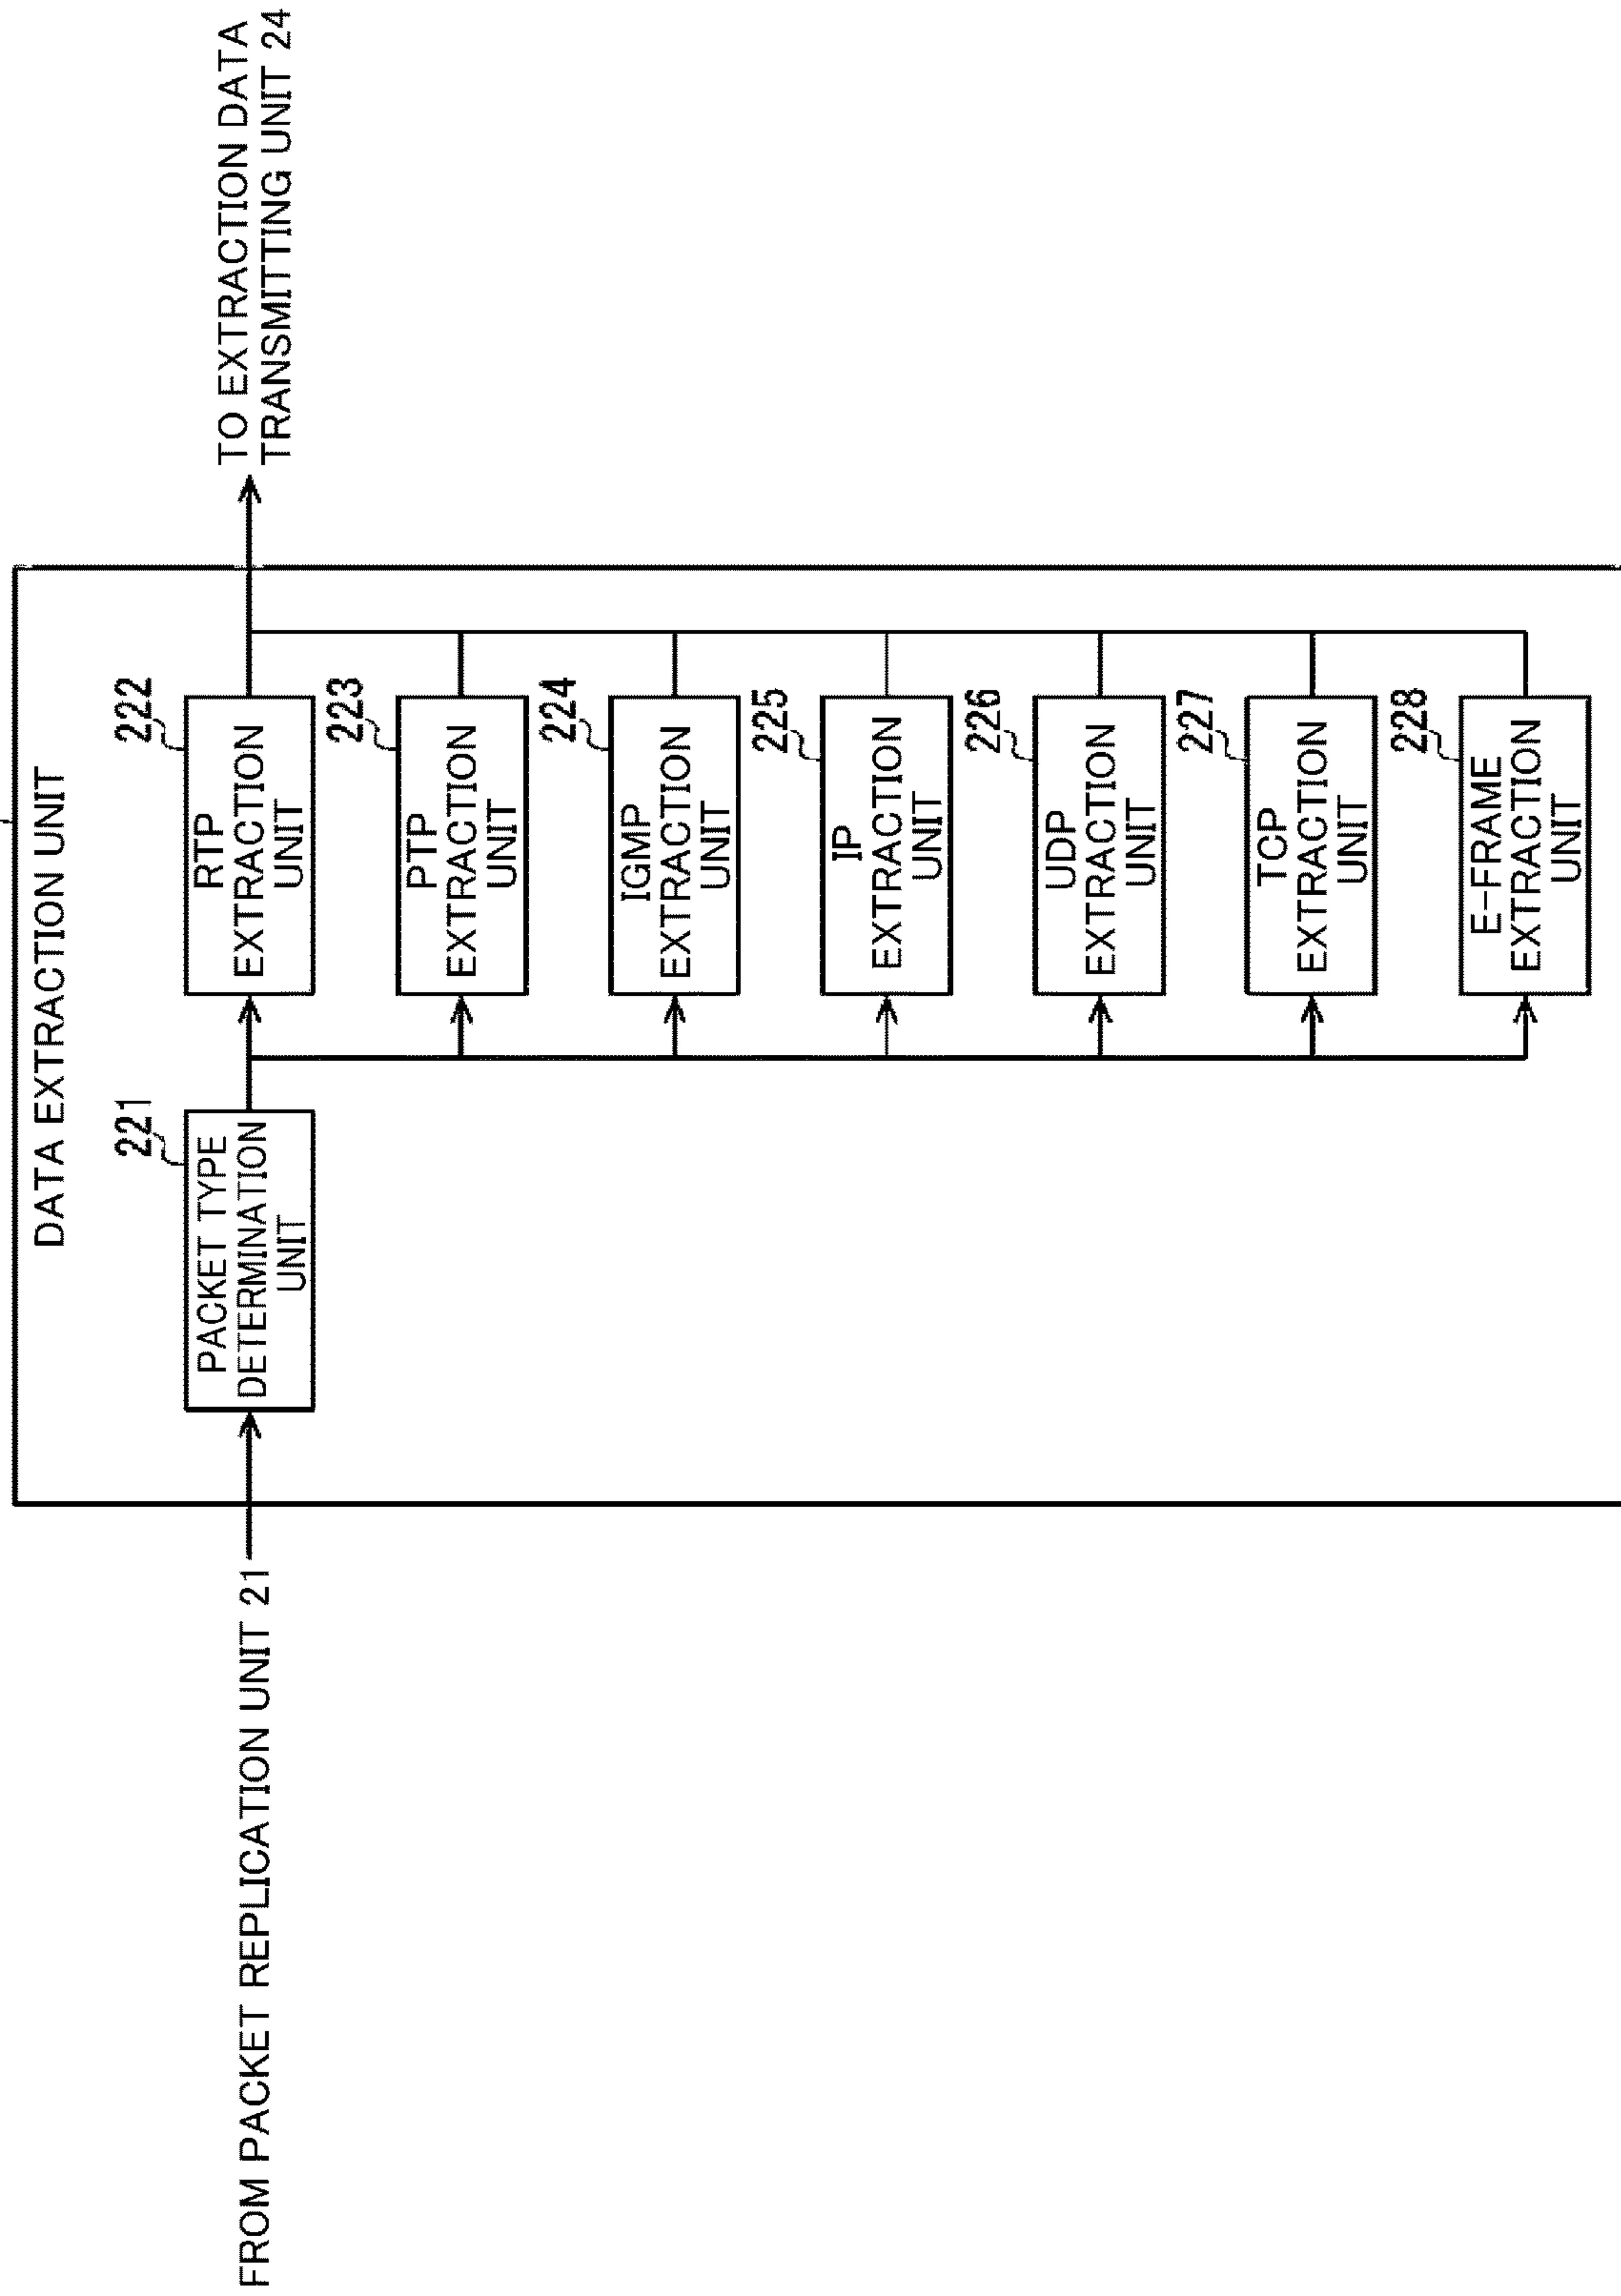 DATA EXTRACTION UNIT
FROM PACKET REPLICATION UNIT 21
221
PACKET TYPE
DETERMINATION
UNIT
222
RTP
EXTRACTION
UNIT
TO EXTRACTION DATA
TRANSMITTING UNIT 24
223
PTP
EXTRACTION
UNIT
224
IGMP
EXTRACTION
UNIT
225
IP
EXTRACTION
UNIT
226
UDP
EXTRACTION
UNIT
227
TCP
EXTRACTION
UNIT
228
E-FRAME
EXTRACTION
UNIT